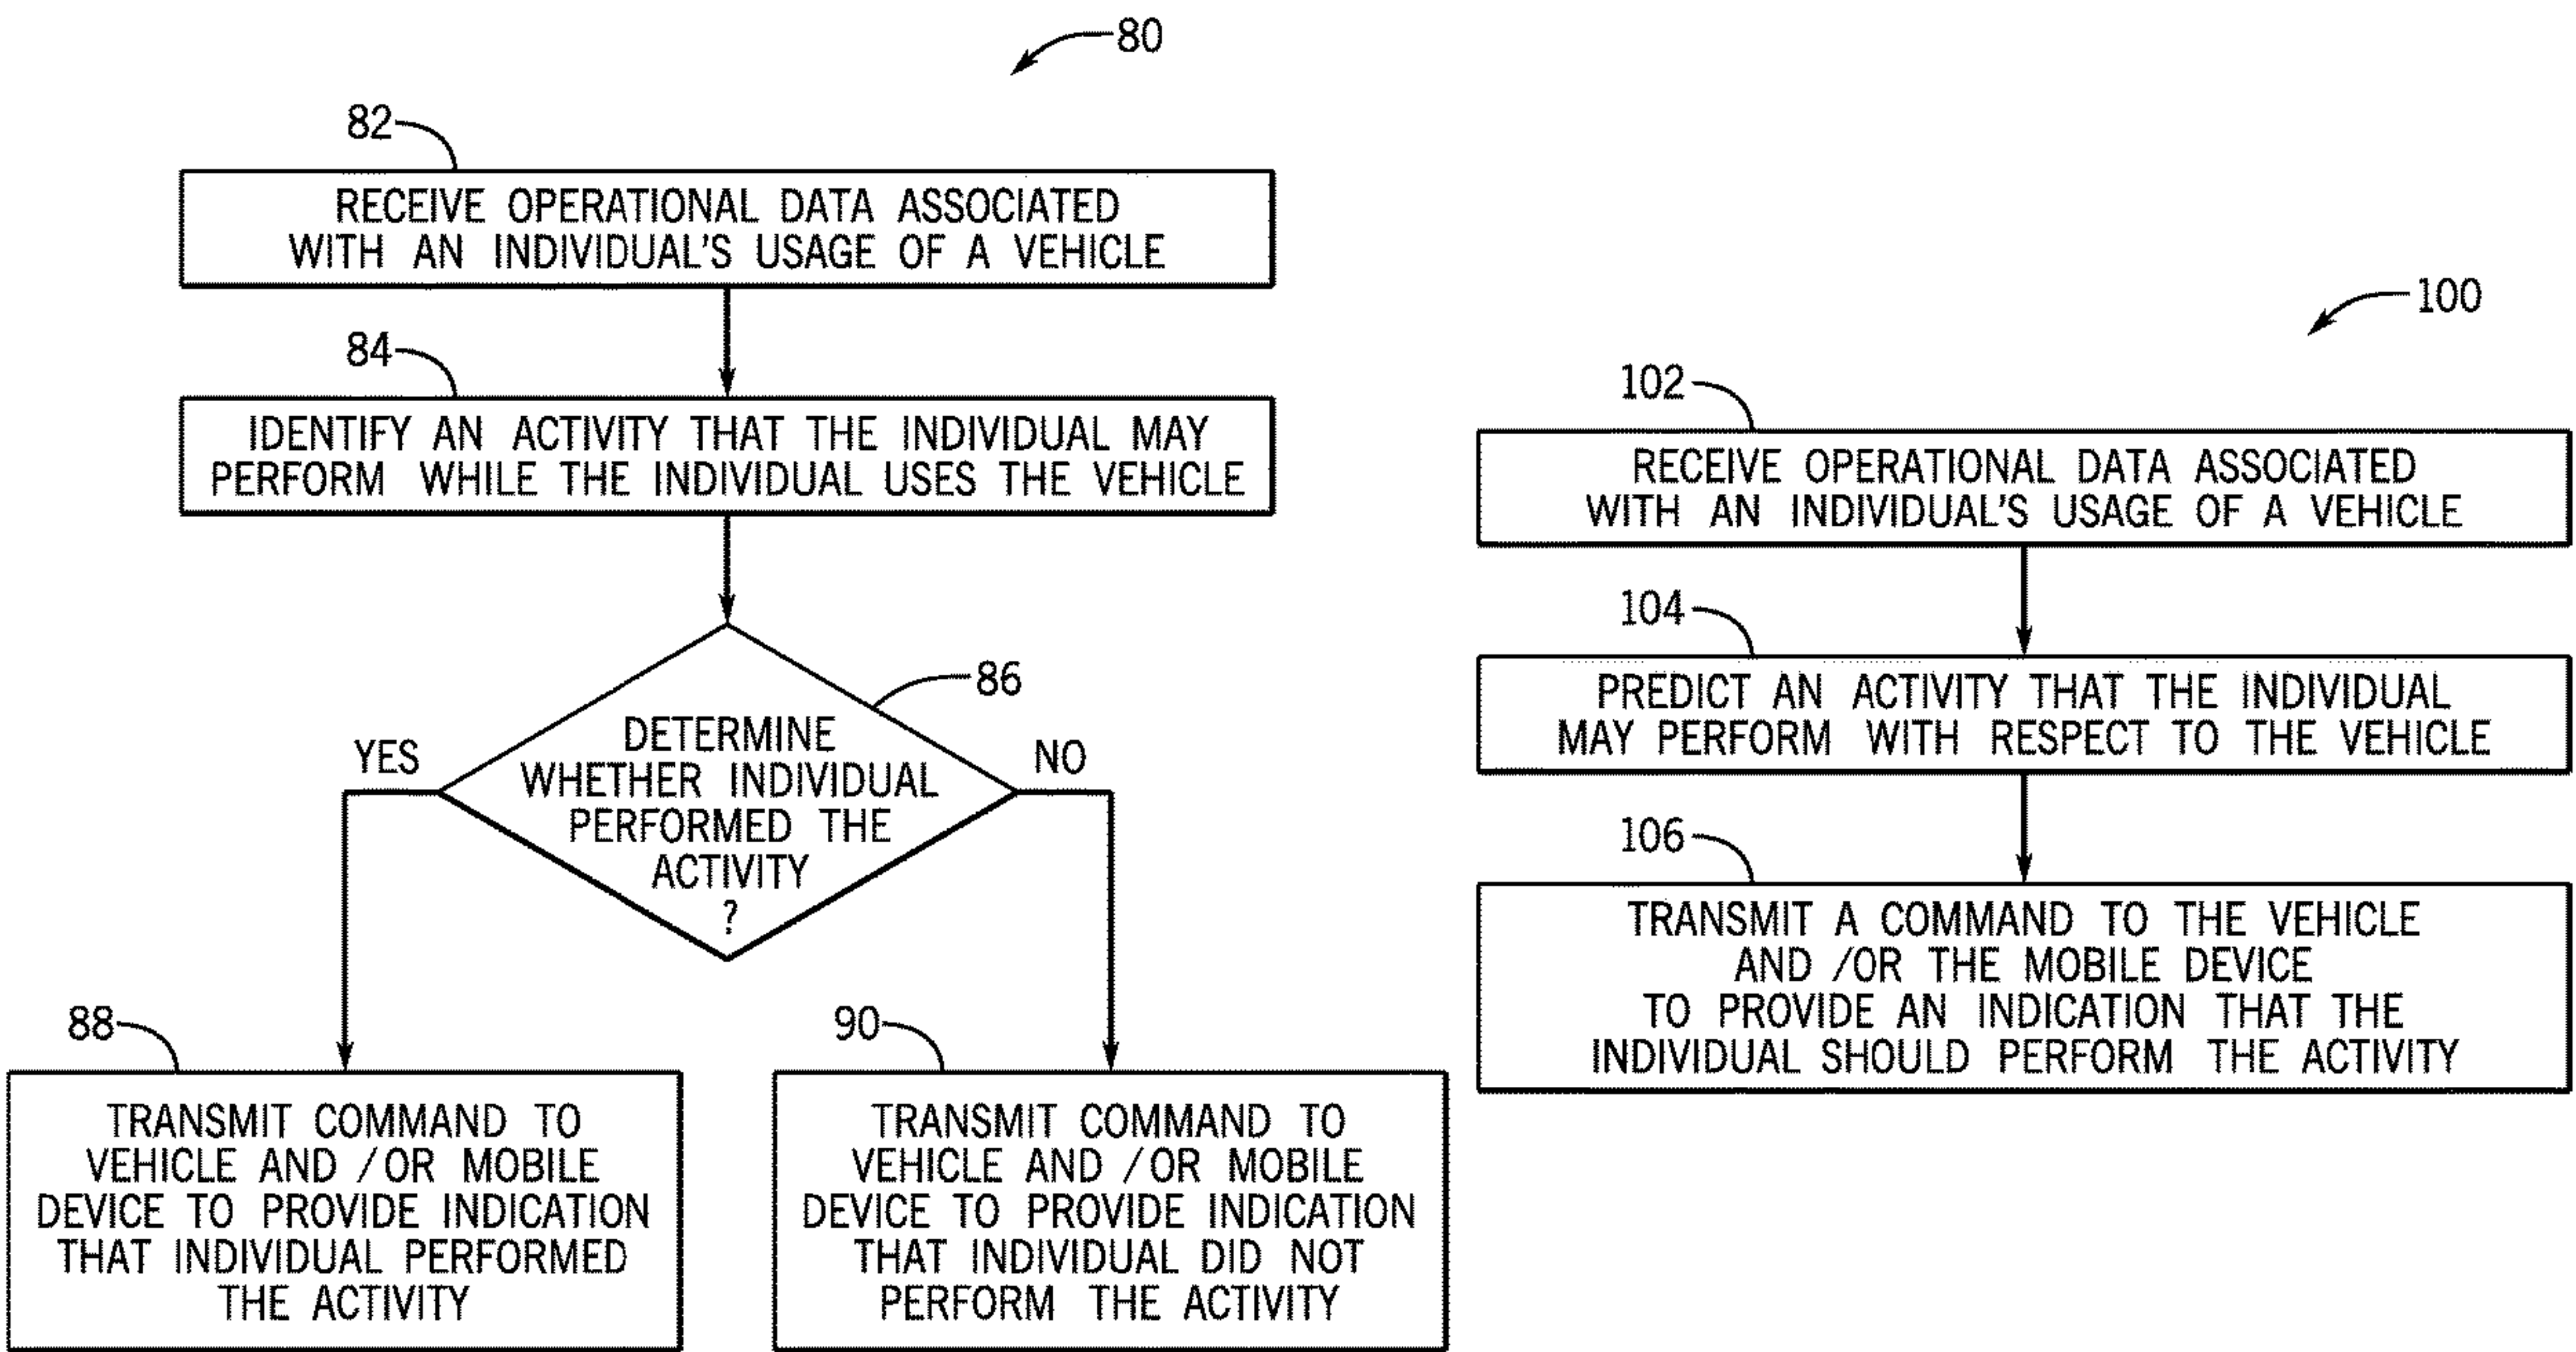 80
82
RECEIVE OPERATIONAL DATA ASSOCIATED
WITH AN INDIVIDUAL'S USAGE OF A VEHICLE
84
IDENTIFY AN ACTIVITY THAT THE INDIVIDUAL MAY
PERFORM WHILE THE INDIVIDUAL USES THE VEHICLE
86
DETERMINE
WHETHER INDIVIDUAL
PERFORMED THE
ACTIVITY
?
YES
NO
88
TRANSMIT COMMAND TO
VEHICLE AND /OR MOBILE
DEVICE TO PROVIDE INDICATION
THAT INDIVIDUAL PERFORMED
THE ACTIVITY
90
TRANSMIT COMMAND TO
VEHICLE AND /OR MOBILE
DEVICE TO PROVIDE INDICATION
THAT INDIVIDUAL DID NOT
PERFORM THE ACTIVITY
100
102
RECEIVE OPERATIONAL DATA ASSOCIATED
WITH AN INDIVIDUAL'S USAGE OF A VEHICLE
104
PREDICT AN ACTIVITY THAT THE INDIVIDUAL
MAY PERFORM WITH RESPECT TO THE VEHICLE
106
TRANSMIT A COMMAND TO THE VEHICLE
AND /OR THE MOBILE DEVICE
TO PROVIDE AN INDICATION THAT THE
INDIVIDUAL SHOULD PERFORM THE ACTIVITY